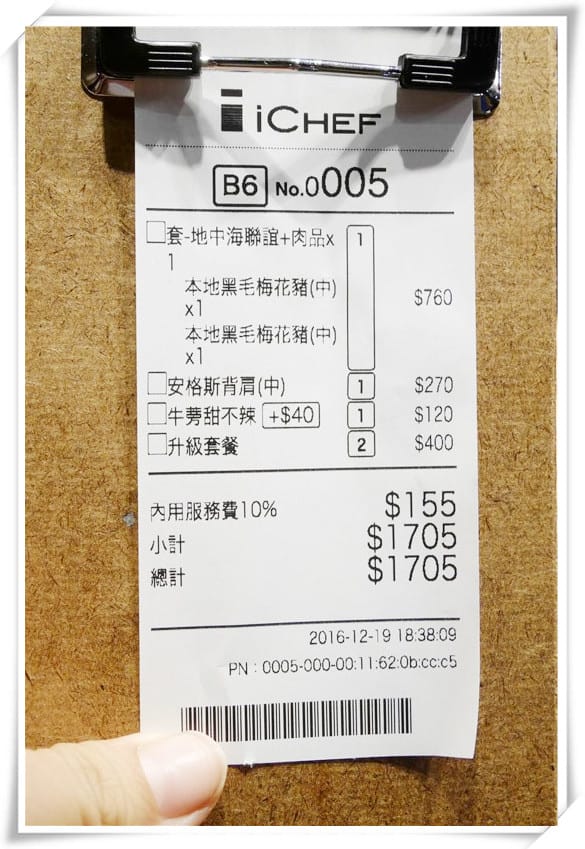 iCHEF
B6 No.0005
套-地中海聯誼+肉品x 1
1
本地黑毛梅花豬(中) $760
x1
本地黑毛梅花豬(中)
x1
安格斯背肩(中) 1 $270
牛蒡甜不辣 +$40 1 $120
升級套餐 2 $400
內用服務費10% $155
小計 $1705
總計 $1705
2016-12-19 18:38:09
PN : 0005-000-00:11:62:0b:cc:c5